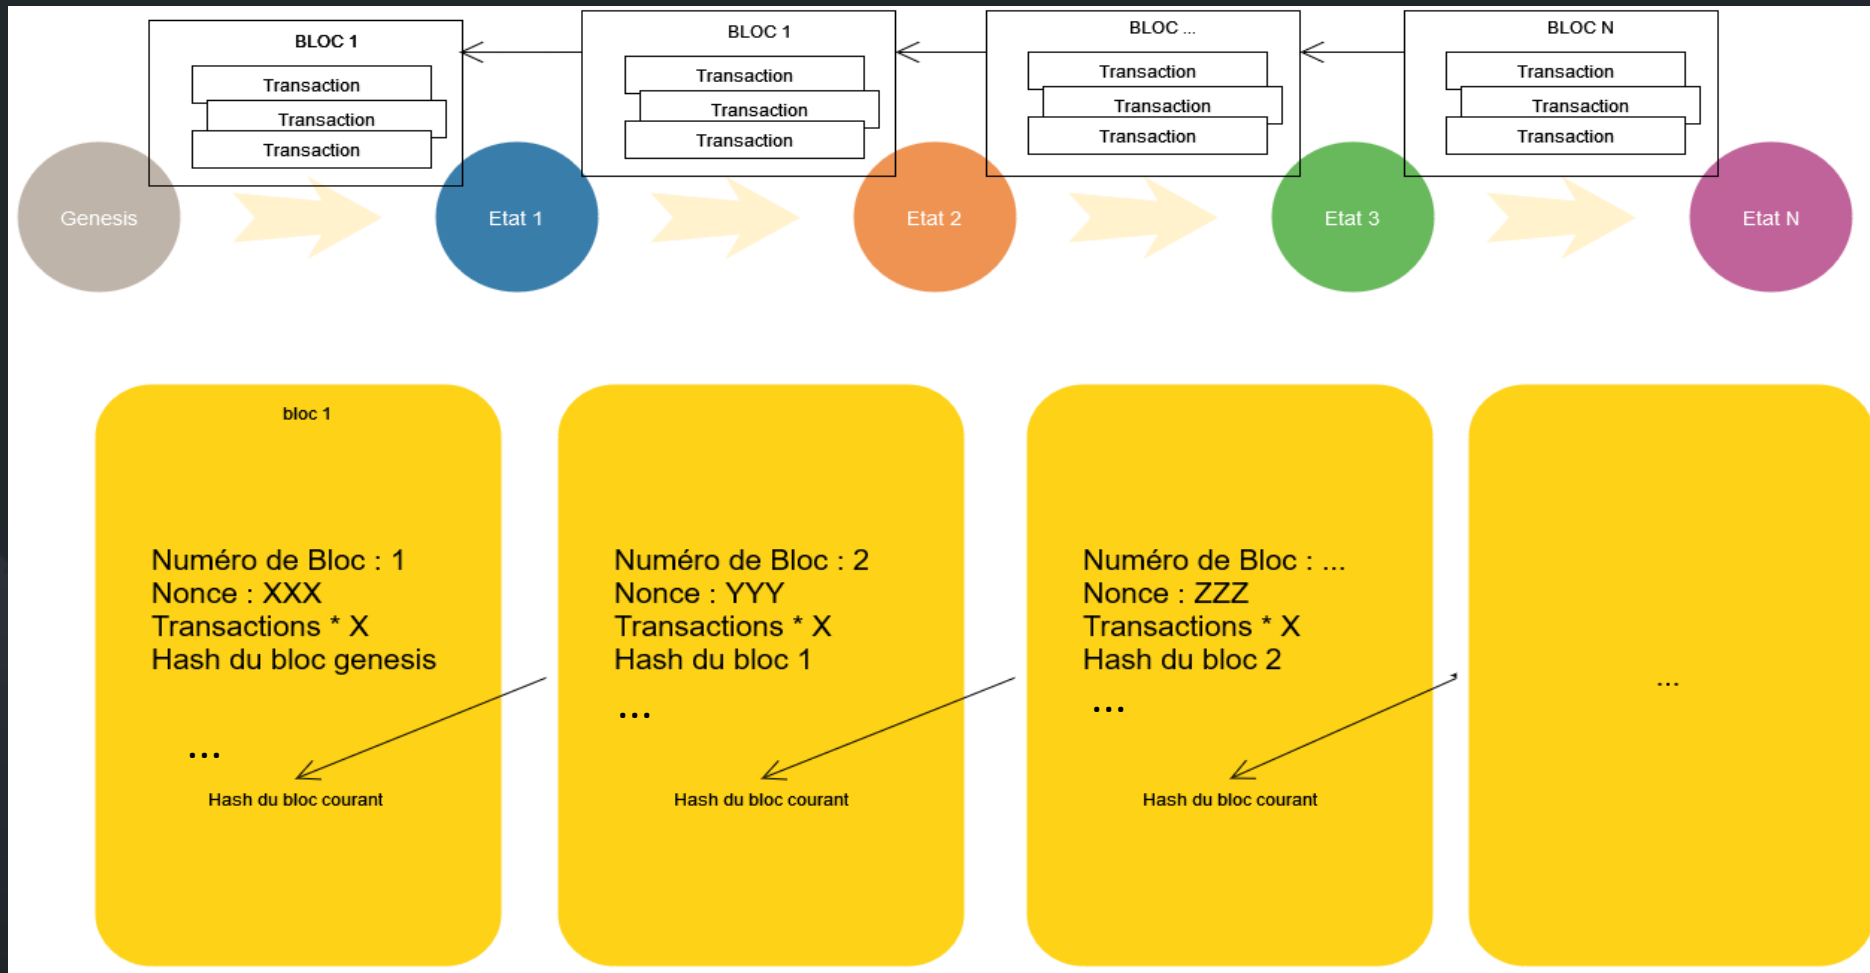 BLOC 1
Transaction
Transaction
Transaction
BLOC 1
Transaction
Transaction
Transaction
BLOC ...
Transaction
Transaction
Transaction
BLOC N
Transaction
Transaction
Transaction
Genesis
Etat 1
Etat 2
Etat 3
Etat N
bloc 1
Numéro de Bloc : 1
Nonce : XXX
Transactions * X
Hash du bloc genesis
...
Hash du bloc courant
Numéro de Bloc : 2
Nonce : YYY
Transactions * X
Hash du bloc 1
...
Hash du bloc courant
Numéro de Bloc : ...
Nonce : ZZZ
Transactions * X
Hash du bloc 2
...
Hash du bloc courant
...